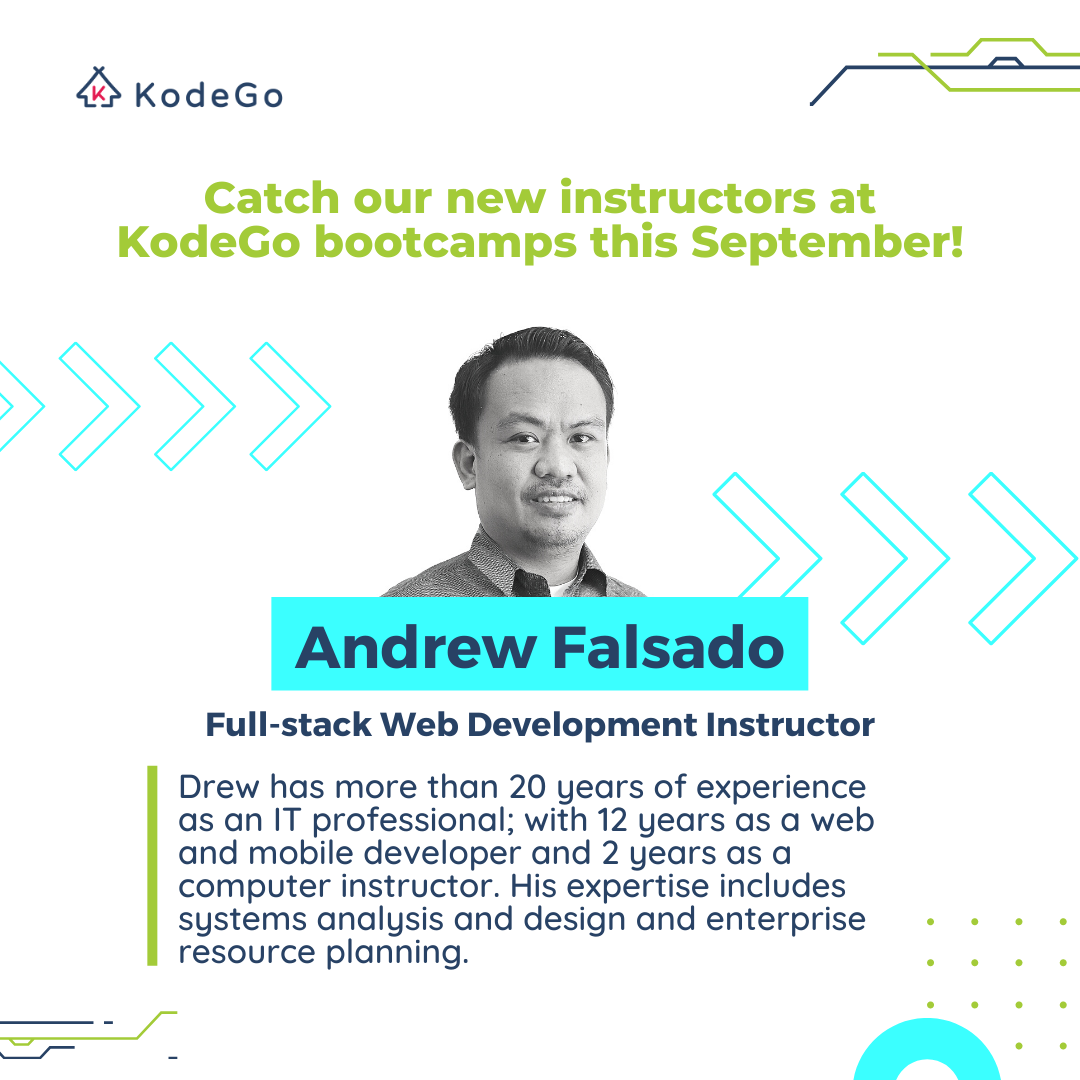 KodeGo
Catch our new instructors at
KodeGo bootcamps this September!
Andrew Falsado
Full-stack Web Development Instructor
Drew has more than 20 years of experience
as an IT professional; with 12 years as a web
and mobile developer and 2 years as a
computer instructor. His expertise includes
systems analysis and design and enterprise
resource planning.